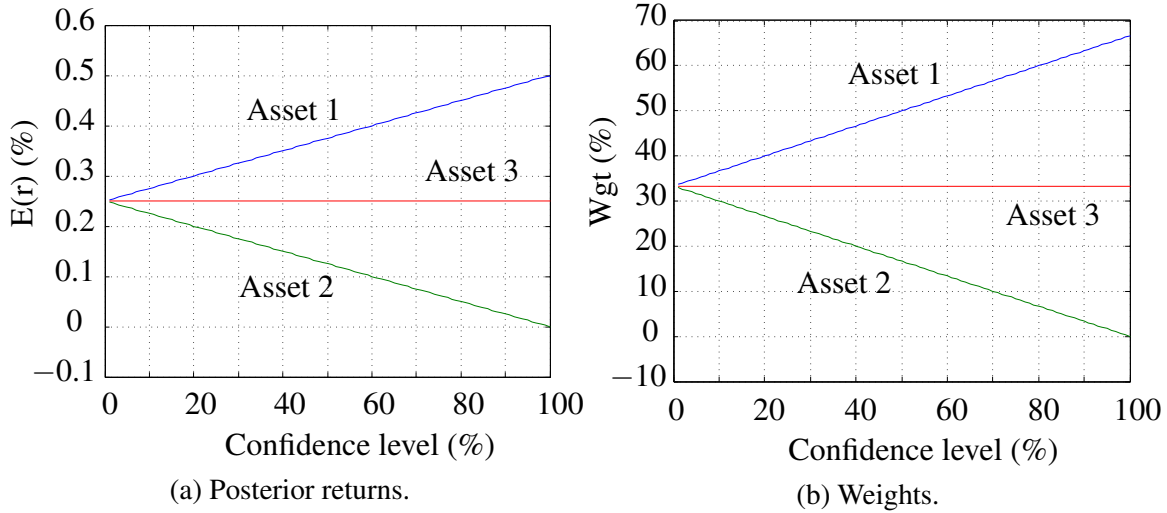 0.6
0.5
0.4
0.3
0.2
0.1
0
−0.1
E(r) (%)
Asset 1
Asset 3
Asset 2
0 20 40 60 80 100
Confidence level (%)
(a) Posterior returns.
70
60
50
40
30
20
10
0
−10
Wgt (%)
Asset 1
Asset 3
Asset 2
0 20 40 60 80 100
Confidence level (%)
(b) Weights.